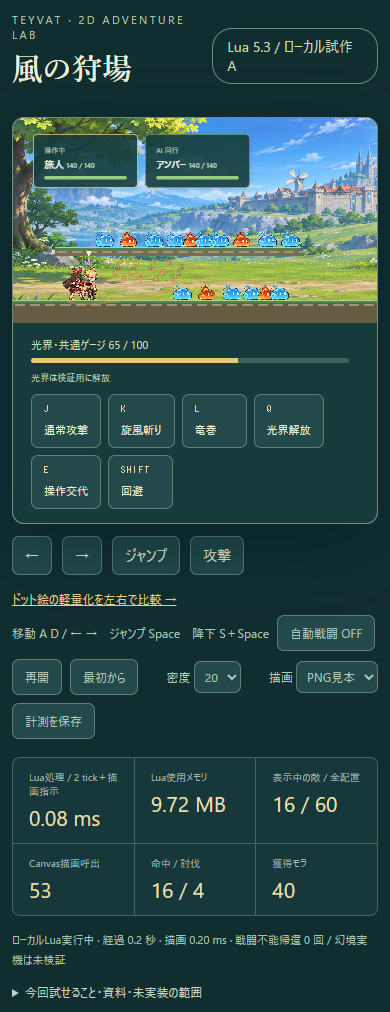 TEYVAT · 2D ADVENTURE
LAB
風の狩場
Lua 5.3 / ローカル試作
A
操作中
旅人 140 / 140
AI 同行
アンバー 140 / 140
光界・共通ゲージ 65 / 100
光界は検証用に解放
J
通常攻撃
K
旋風斬り
L
竜巻
Q
光界解放
E
操作交代
SHIFT
回避
←
→
ジャンプ
攻撃
ドット絵の軽量化を左右で比較 →
移動 A D / ← → ジャンプ Space 降下 S＋Space
自動戦闘 OFF
再開
最初から
密度 20
描画 PNG見本
計測を保存
Lua処理 / 2 tick＋描
画指示
0.08 ms
Lua使用メモリ
9.72 MB
表示中の敵 / 全配置
16 / 60
Canvas描画呼出
53
命中 / 討伐
16 / 4
獲得モラ
40
ローカルLua実行中 · 経過 0.2 秒 · 描画 0.20 ms · 戦闘不能帰還 0 回 / 幻境実
機は未検証
▶ 今回試せること・資料・未実装の範囲